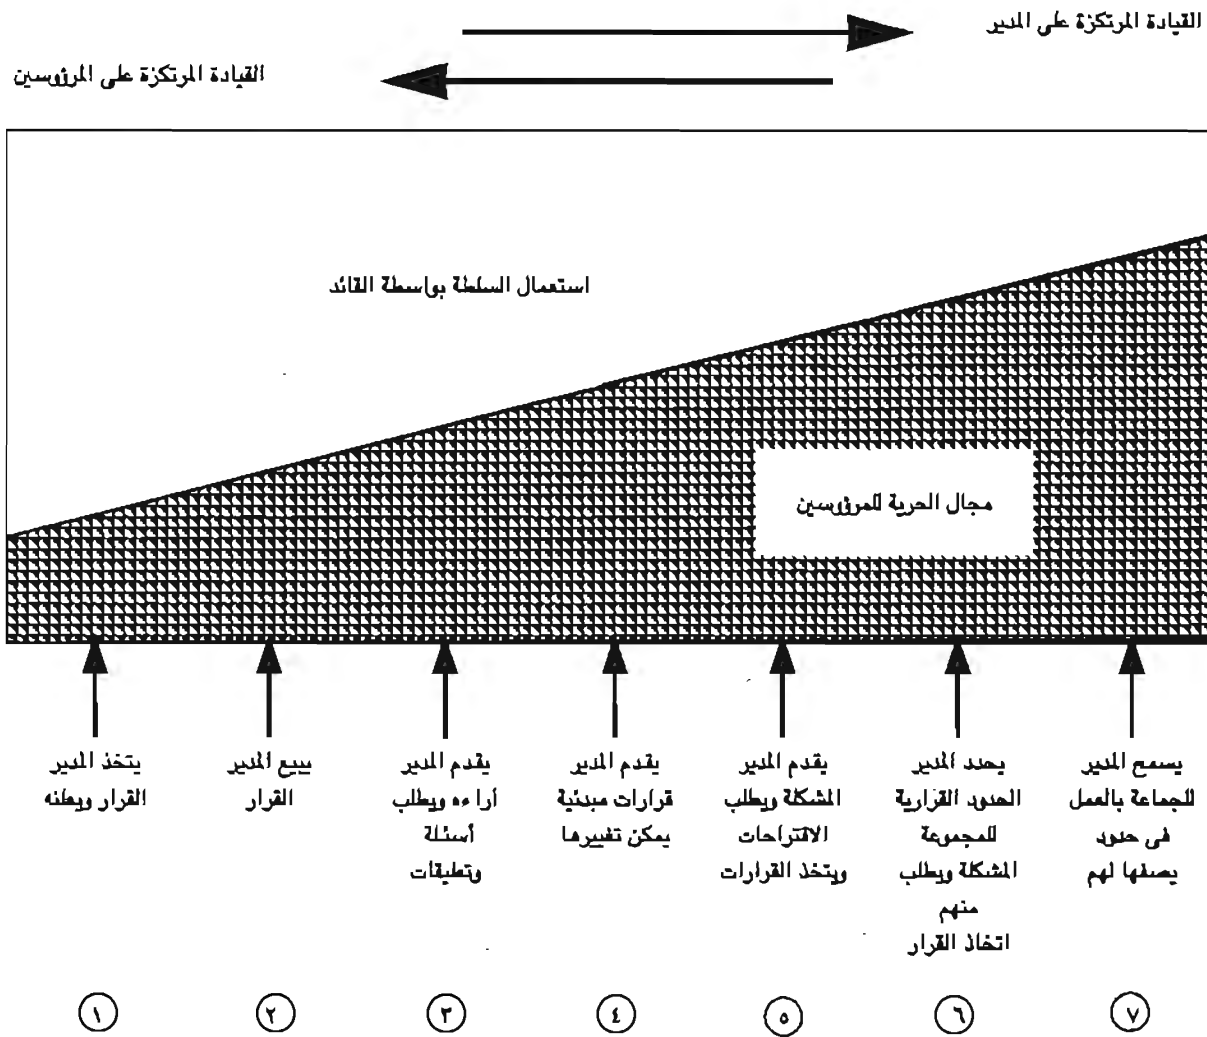 القيادة المرتكزة على المدير
القيادة المرتكزة على المرؤوسين
استعمال السلطة بواسطة القائد
مجال الحرية للمرؤوسين
يسمح المدير
للجماعة بالعمل
فى حدود
يصفها لهم
يحدد المدير
الحدود القرارية
للمجموعة
المشكلة ويطلب
منهم
اتخاذ القرار
يقدم المدير
المشكلة ويطلب
الاقتراحات
ويتخذ القرارات
يقدم المدير
قرارات مبدئية
يمكن تغييرها
يقدم المدير
أراءه ويطلب
أسئلة
وتعليقات
يبيع المدير
القرار
يتخذ المدير
القرار ويعلنه
٧
٦
٥
٤
٣
٢
١